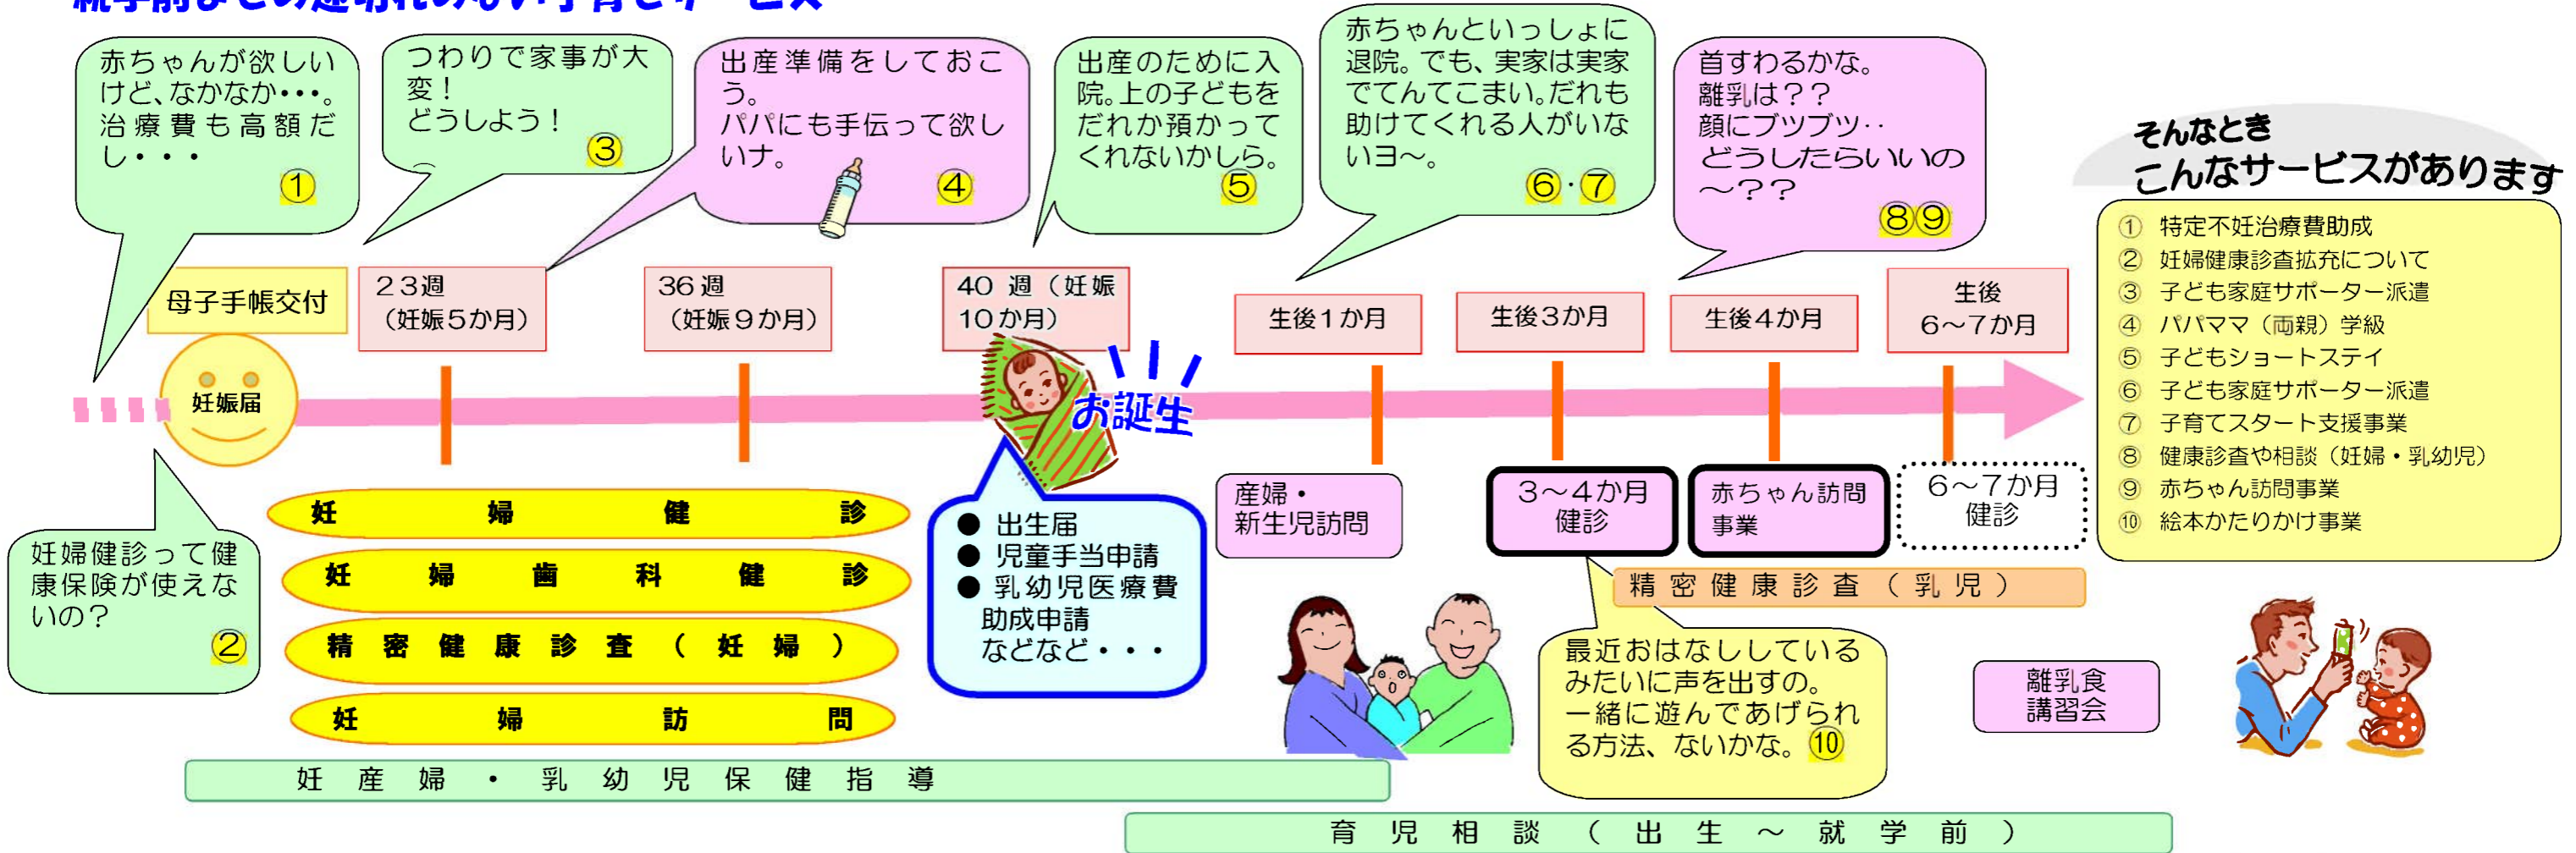 就学前までの途切れのない子育てサービス
赤ちゃんが欲しい
けど、なかなか・・・。
治療費も高額だ
し・・・
①
つわりで家事が大
変！
どうしよう！
③
出産準備をしておこ
う。
パパにも手伝って欲し
いナ。
④
出産のために入
院。上の子どもを
だれか預かって
くれないかしら。
⑤
赤ちゃんといっしょに
退院。でも、実家は実家
でてんてこまい。だれも
助けてくれる人がいな
いヨ～。
⑥・⑦
首すわるかな。
離乳は？？
顔にブツブツ‥
どうしたらいいの
～？？
⑧⑨
そんなとき
こんなサービスがあります
① 特定不妊治療費助成
② 妊婦健康診査拡充について
③ 子ども家庭サポーター派遣
④ パパママ（両親）学級
⑤ 子どもショートステイ
⑥ 子ども家庭サポーター派遣
⑦ 子育てスタート支援事業
⑧ 健康診査や相談（妊婦・乳幼児）
⑨ 赤ちゃん訪問事業
⑩ 絵本かたりかけ事業
母子手帳交付
２３週
（妊娠５か月）
３６週
（妊娠９か月）
４０ 週（妊娠
１０か月）
生後１か月
生後３か月
生後４か月
生後
６～７か月
妊娠届
お誕生
妊婦健診って健
康保険が使えな
いの？
②
妊婦健診
妊婦歯科健診
精密健康診査（妊婦）
妊婦訪問
● 出生届
● 児童手当申請
● 乳幼児医療費
助成申請
などなど・・・
産婦・
新生児訪問
３～４か月
健診
赤ちゃん訪問
事業
６～７か月
健診
精密健康診査（乳児）
最近おはなししている
みたいに声を出すの。
一緒に遊んであげられ
る方法、ないかな。⑩
離乳食
講習会
妊産婦・乳幼児保健指導
育児相談（出生～就学前）